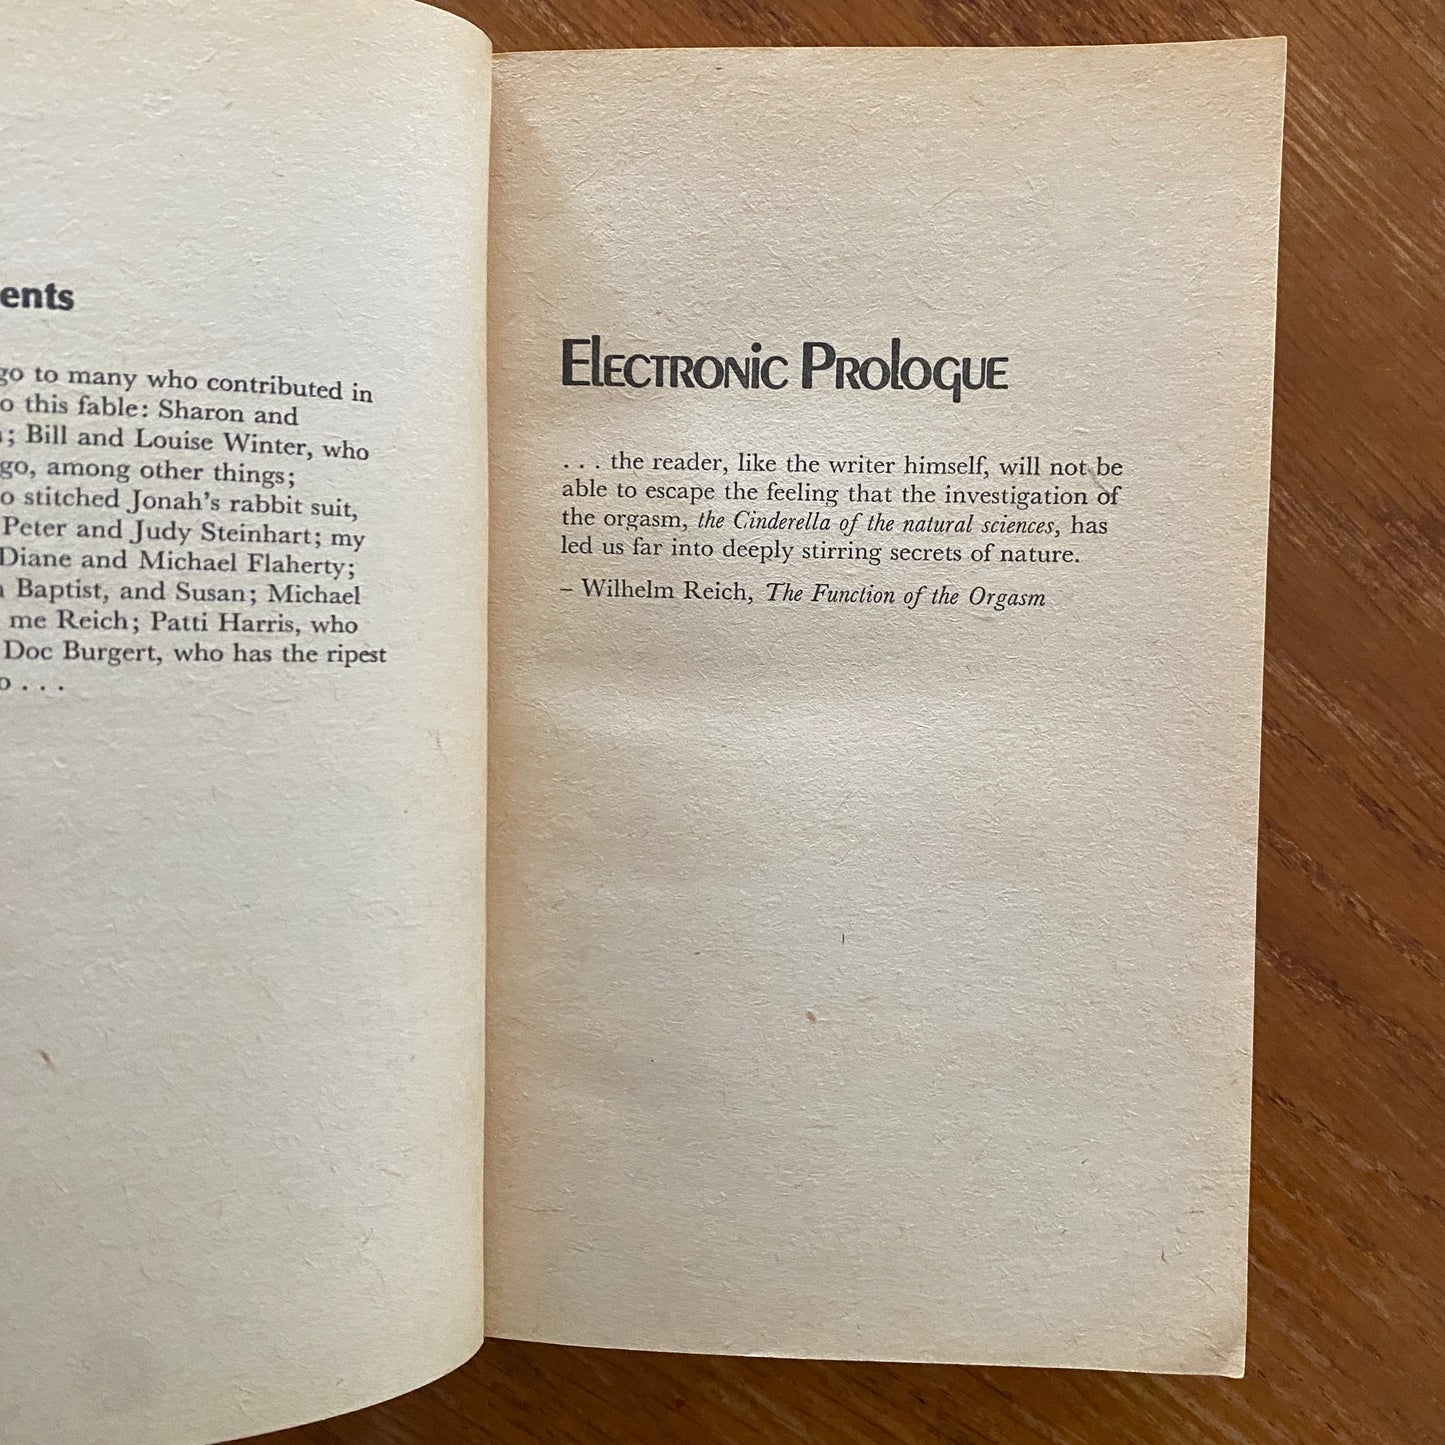 ents
go to many who contributed in
o this fable: Sharon and
; Bill and Louise Winter, who
go, among other things;
o stitched Jonah's rabbit suit,
Peter and Judy Steinhart; my
Diane and Michael Flaherty;
Baptist, and Susan; Michael
me Reich; Patti Harris, who
Doc Burgert, who has the ripest
o . . .
Electronic Prologue
. . . the reader, like the writer himself, will not be
able to escape the feeling that the investigation of
the orgasm, the Cinderella of the natural sciences, has
led us far into deeply stirring secrets of nature.
– Wilhelm Reich, The Function of the Orgasm